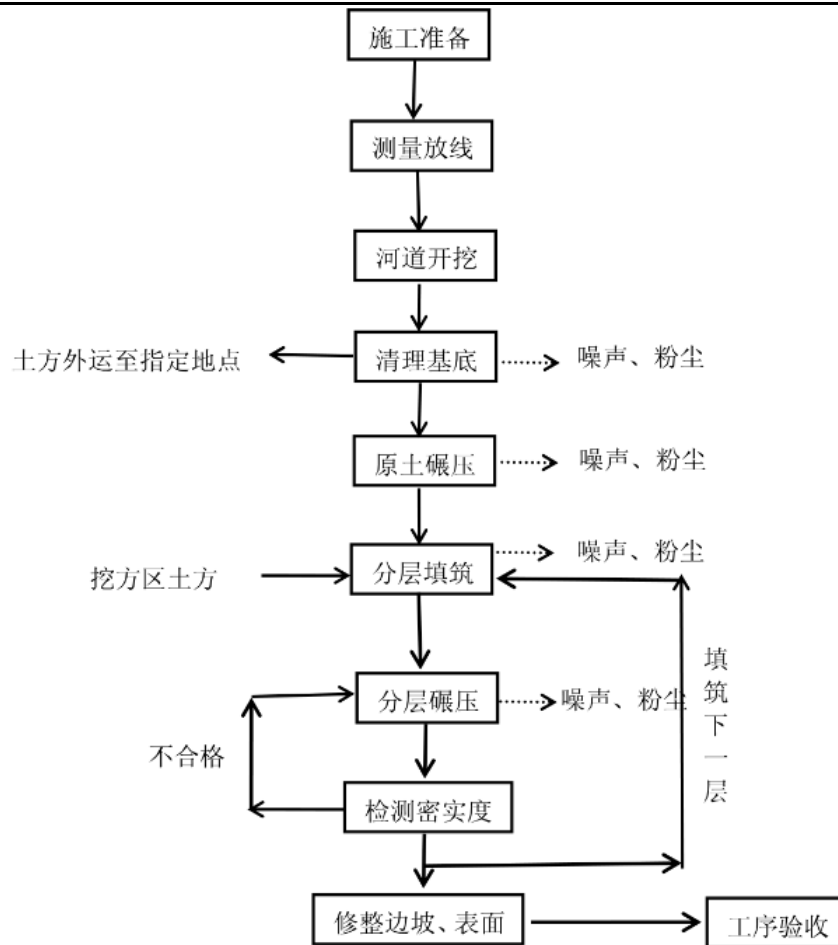 施工准备
测量放线
河道开挖
土方外运至指定地点
清理基底
噪声、粉尘
原土碾压
噪声、粉尘
噪声、粉尘
挖方区土方
分层填筑
填筑下一层
分层碾压
噪声、粉尘
不合格
检测密实度
修整边坡、表面
工序验收